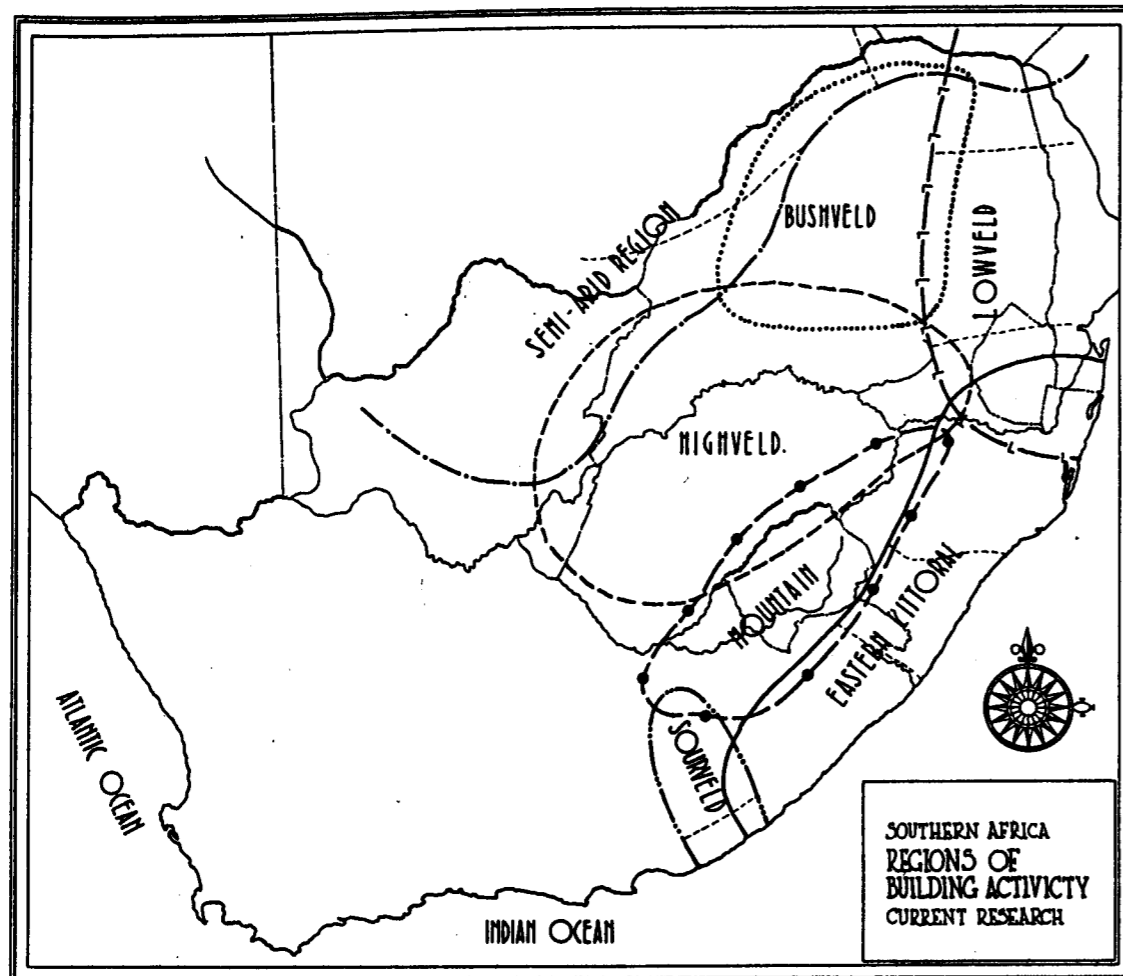 BUSHVELD
LOWVELD
SEMI-ARID REGION
HIGHVELD.
MOUNTAIN
EASTERN LITTORAL
SOURVELD
ATLANTIC OCEAN
INDIAN OCEAN
SOUTHERN AFRICA
REGIONS OF
BUILDING ACTIVICTY
CURRENT RESEARCH